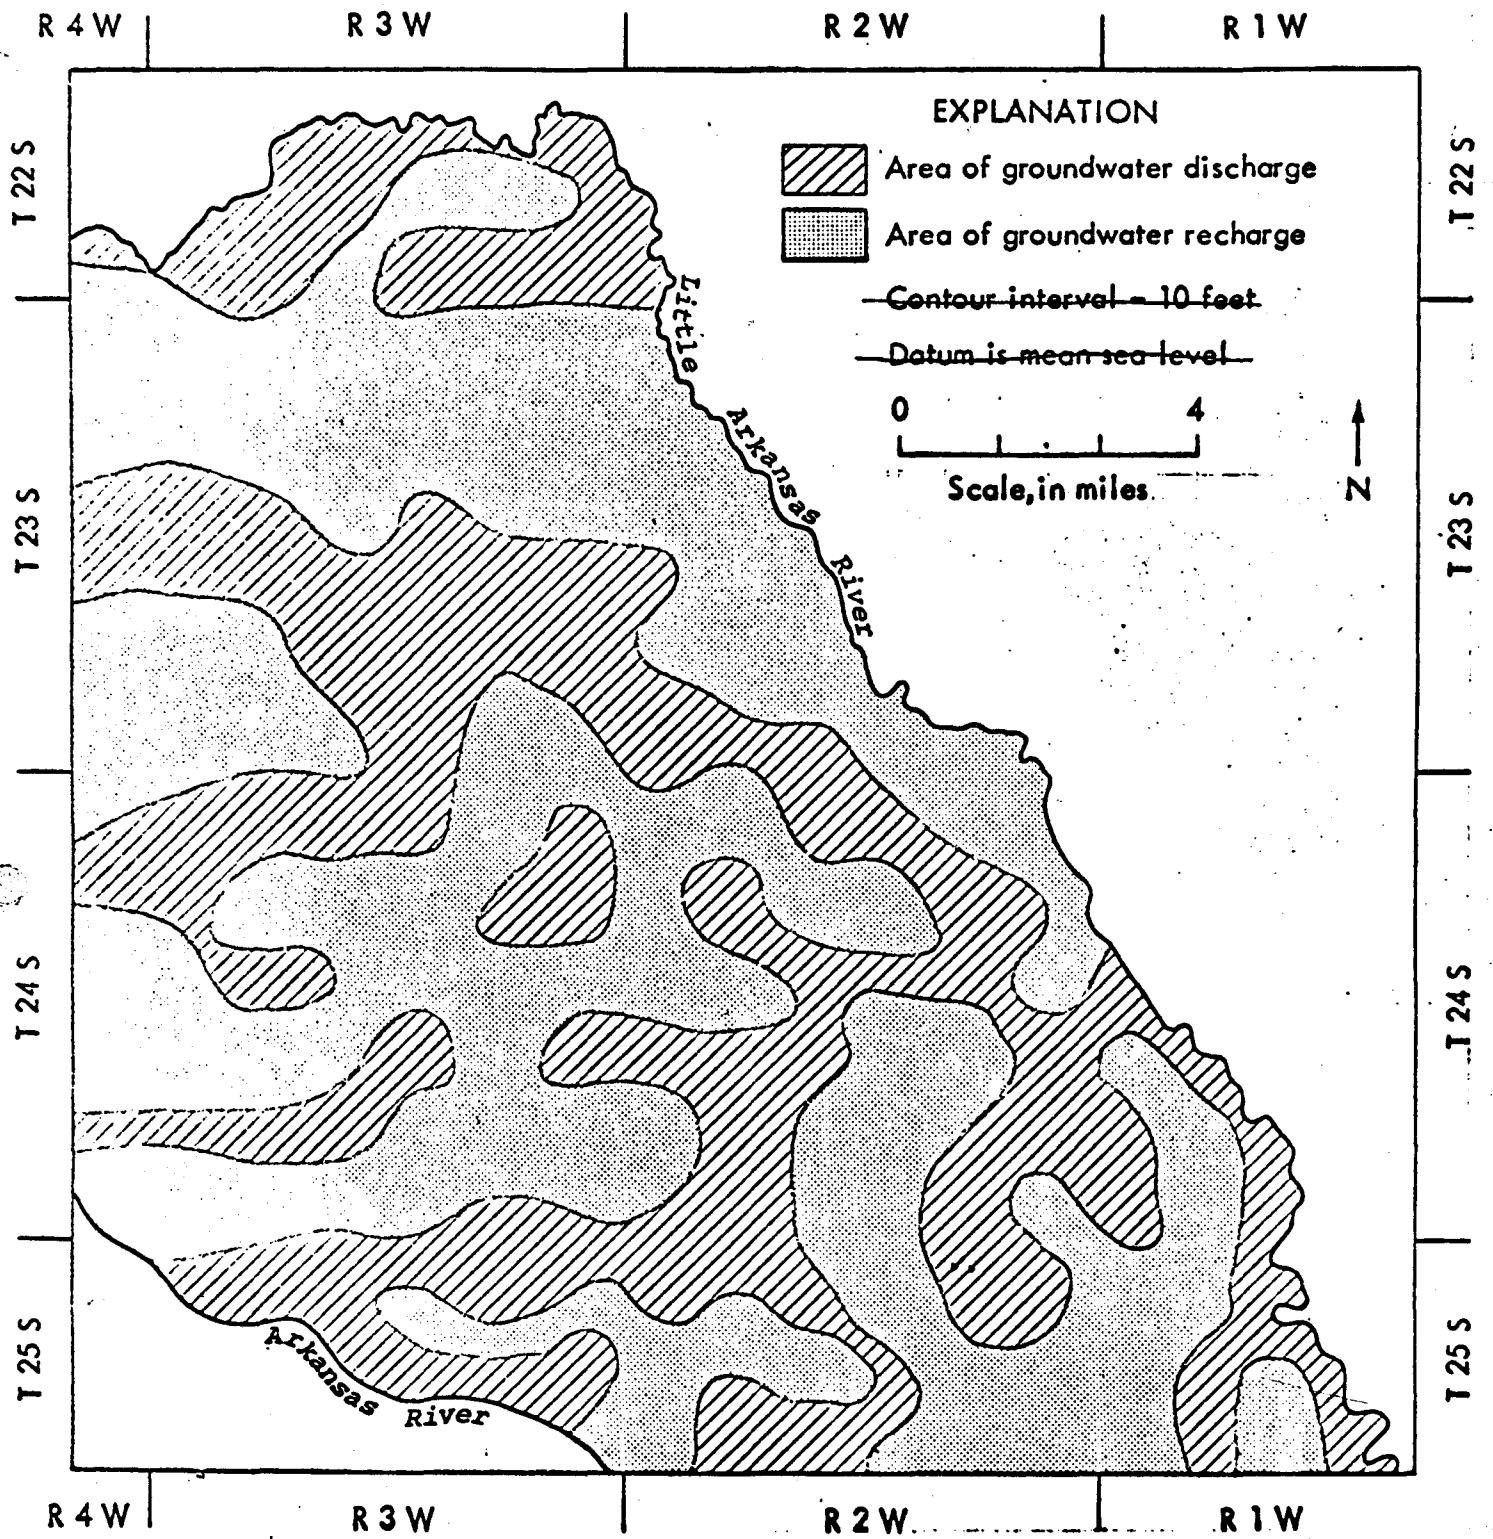 R 4 W R 3 W R 2 W R 1 W
EXPLANATION
Area of groundwater discharge
Area of groundwater recharge
Contour interval - 10 feet
Datum is mean sea level
0 4
Scale, in miles
N
T 22 S
T 22 S
T 23 S
T 23 S
T 24 S
T 24 S
T 25 S
T 25 S
Little Arkansas River
Arkansas River
R 4 W R 3 W R 2 W R 1 W